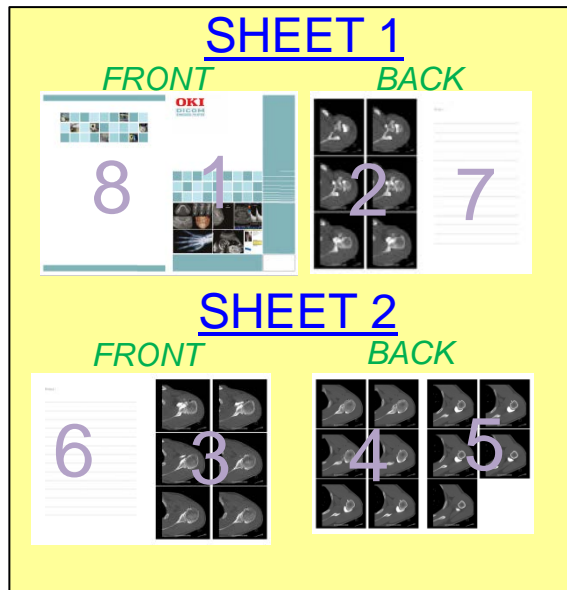 SHEET 1
FRONT
BACK
OKI
DICOM
8
1
2
7
SHEET 2
FRONT
BACK
6
3
4
5